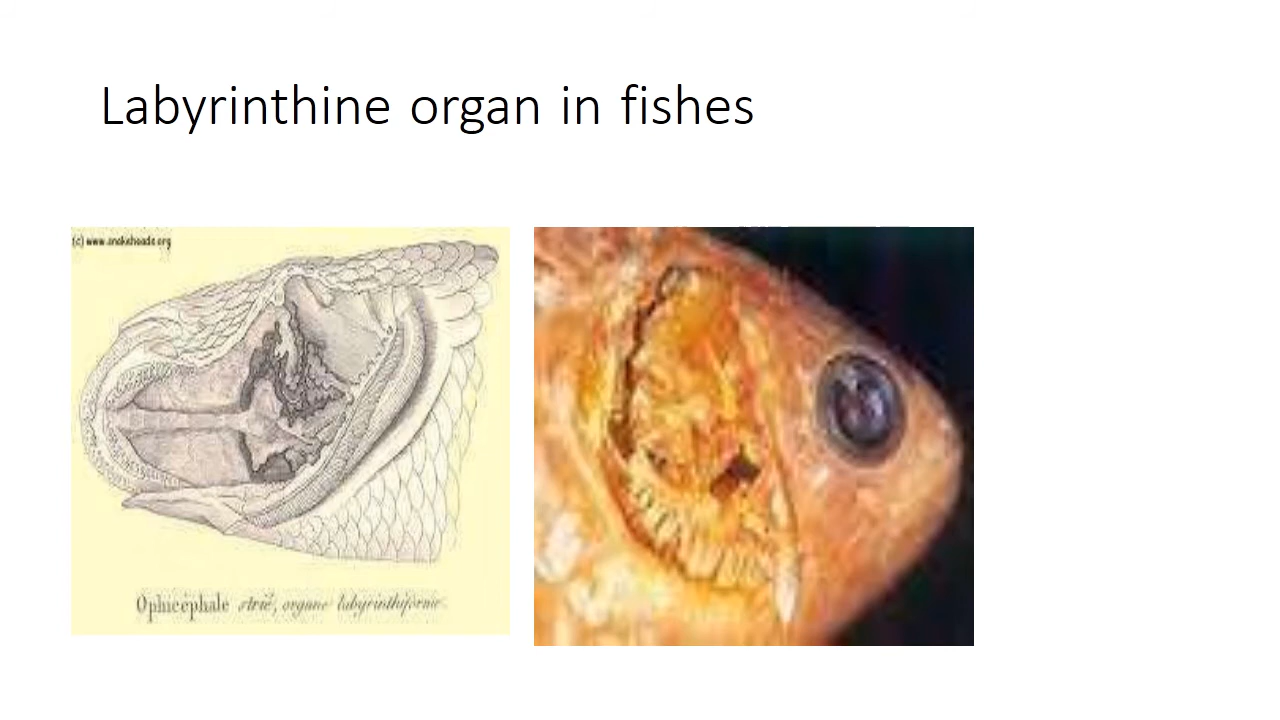 Labyrinthine organ in fishes
(c) www.snakeheads.org
Ophicéphale strié, organe labyrinthiforme.